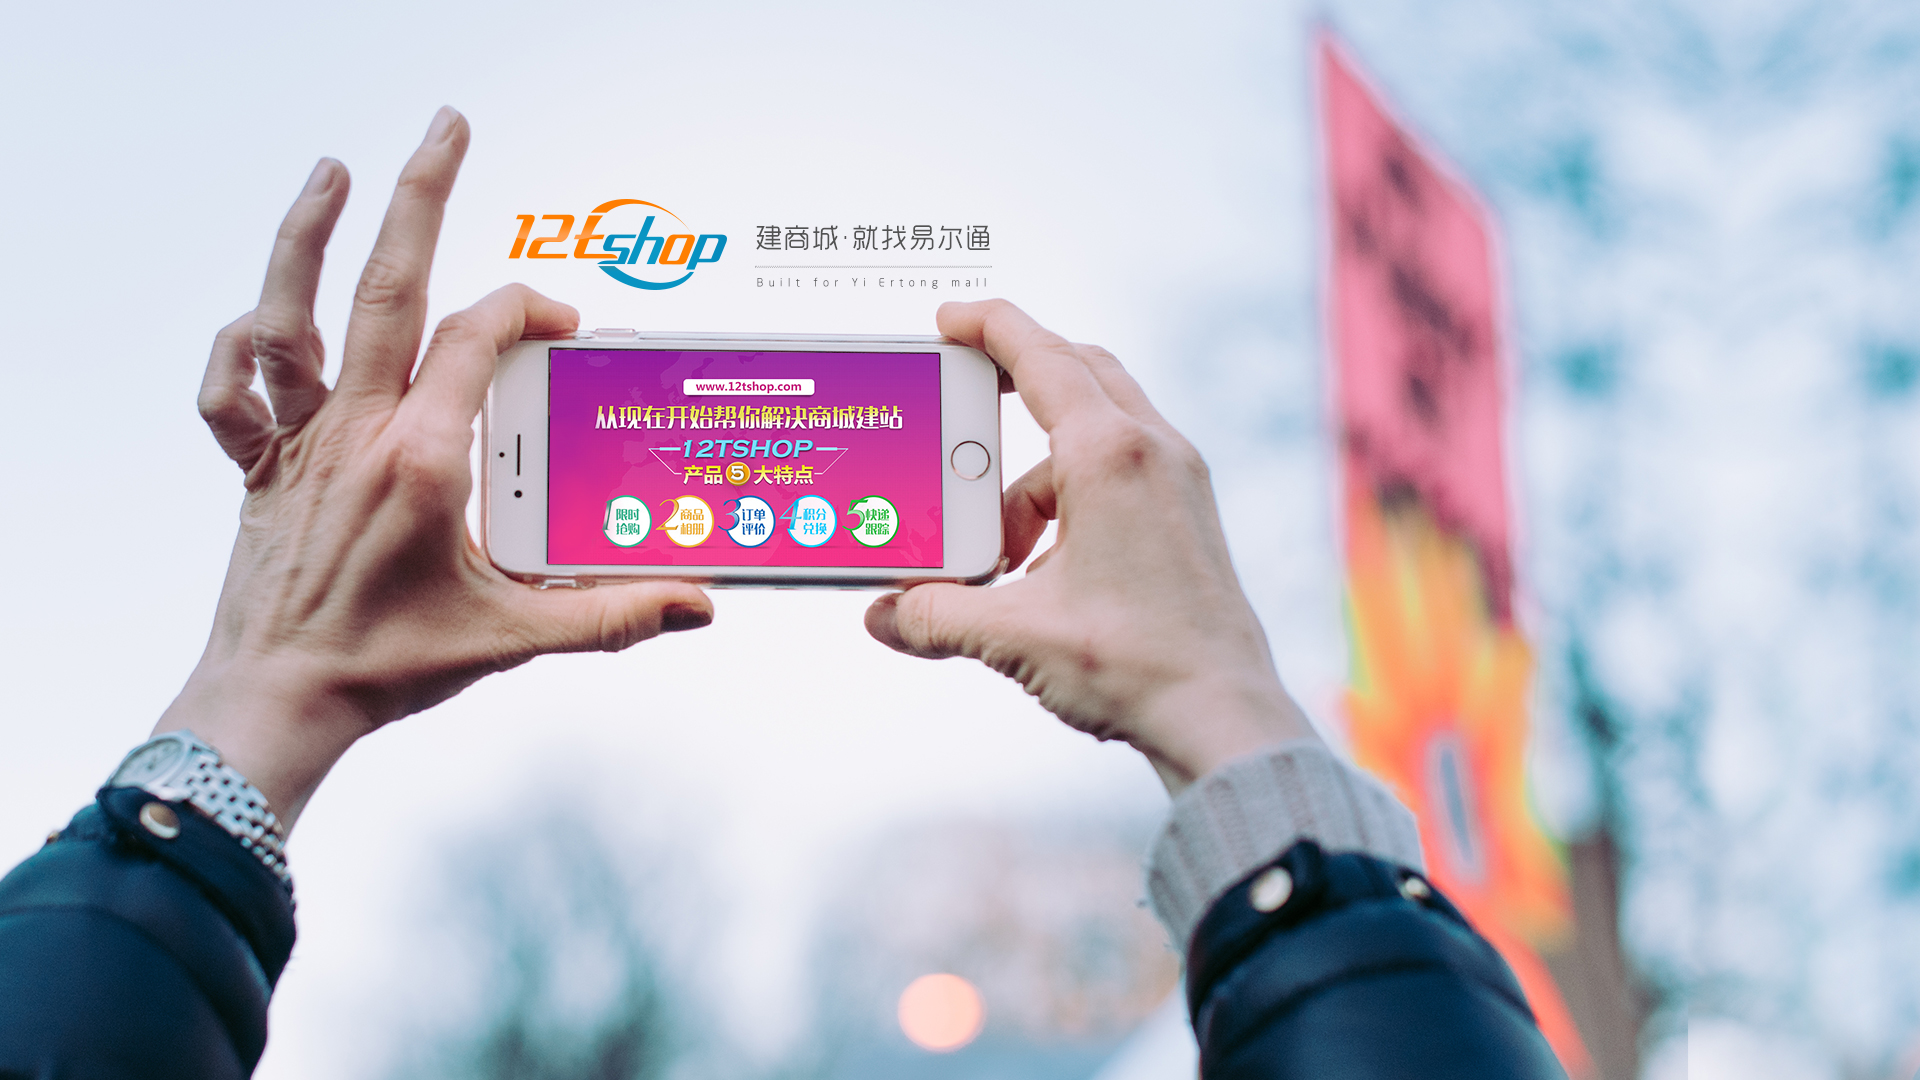 12tshop
建商城·就找易尔通
Built for Yi Ertong mall
www.12tshop.com
从现在开始帮你解决商城建站
12TSHOP
产品5大特点
1 限时抢购
2 商品相册
3 订单评价
4 积分兑换
5 快递跟踪